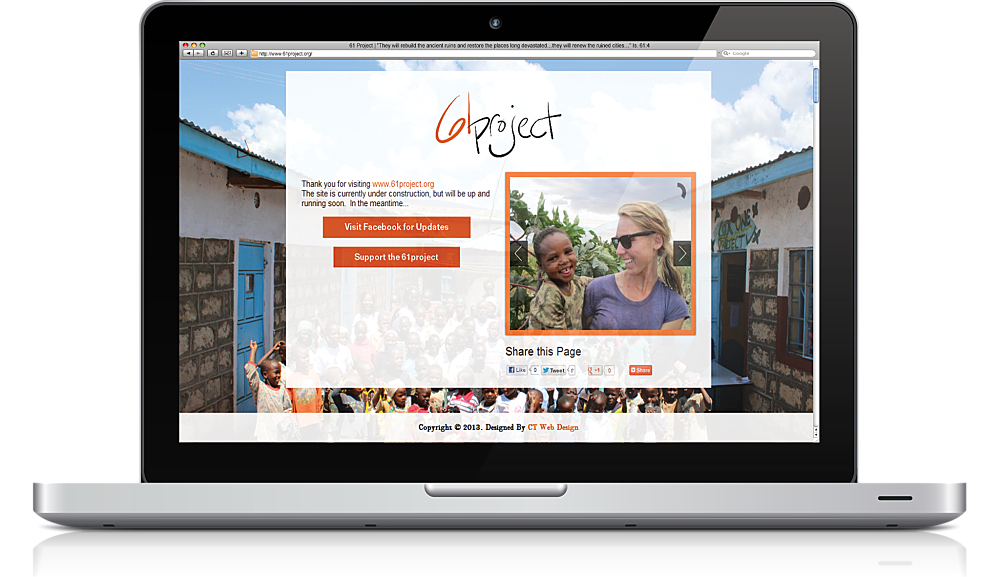 61 Project | "They will rebuild the ancient ruins and restore the places long devastated...they will renew the ruined cities..." Is. 61:4
http://www.61project.org/
Google
61project
Thank you for visiting www.61project.org
The site is currently under construction, but will be up and
running soon. In the meantime...
Visit Facebook for Updates
Support the 61project
PROJECT
Share this Page
Like 0 Tweet 0 +1 0 Share
Copyright © 2013. Designed By CT Web Design